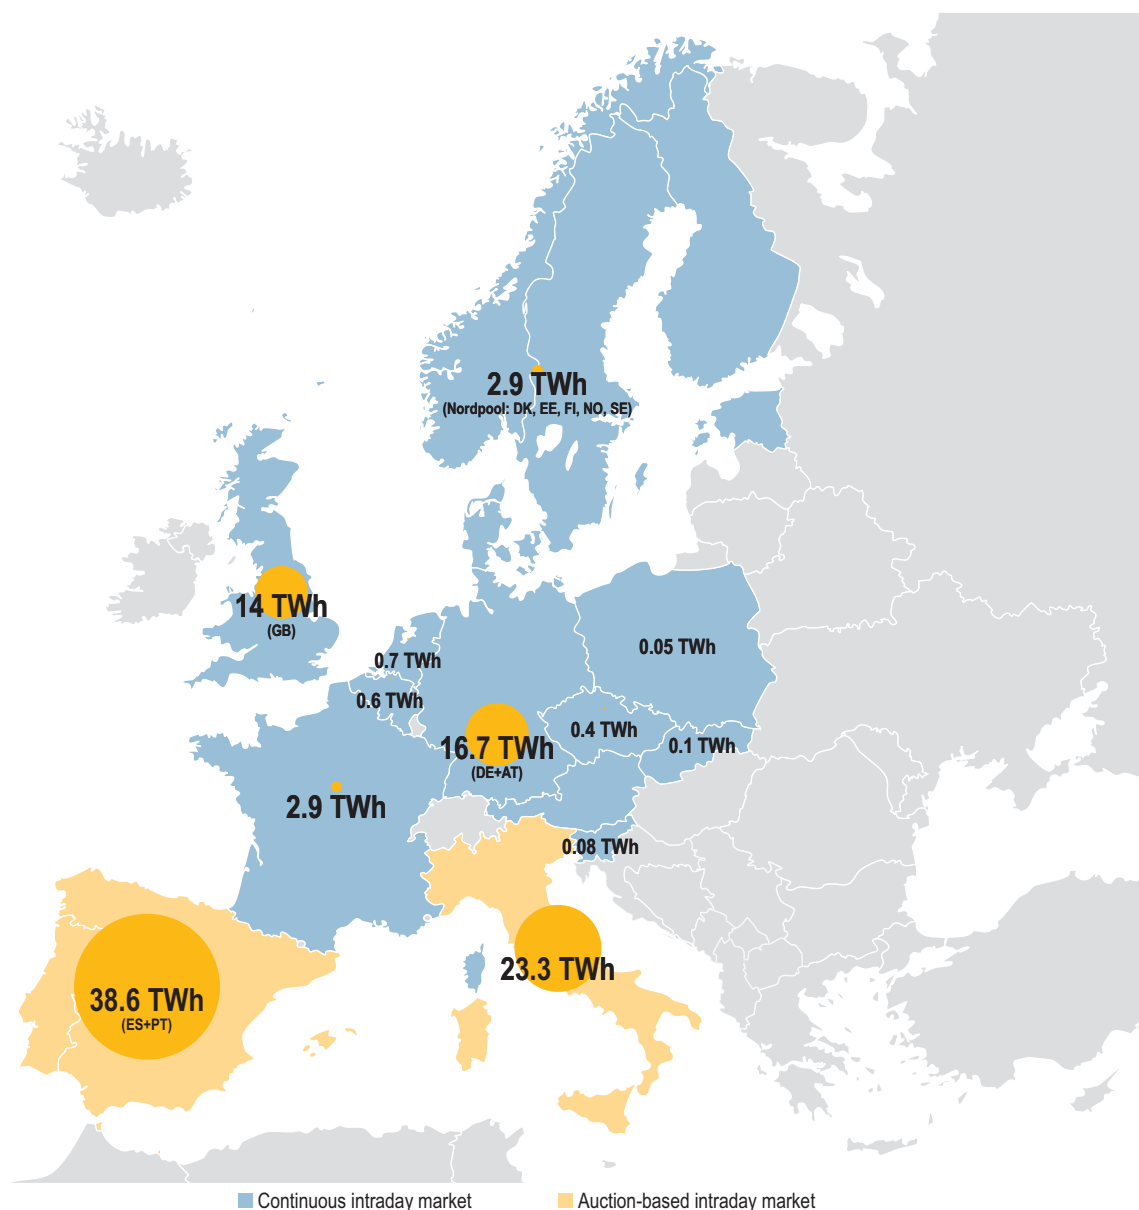 2.9 TWh
(Nordpool: DK, EE, FI, NO, SE)
14 TWh
(GB)
0.7 TWh
0.05 TWh
0.6 TWh
0.4 TWh
16.7 TWh
(DE+AT)
0.1 TWh
2.9 TWh
0.08 TWh
23.3 TWh
38.6 TWh
(ES+PT)
Continuous intraday market
Auction-based intraday market